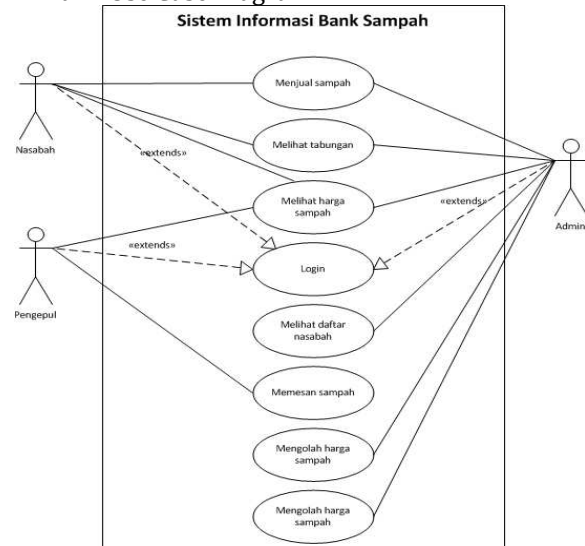 Sistem Informasi Bank Sampah
Menjual sampah
Nasabah
Melihat tabungan
«extends»
Melihat harga
sampah
«extends»
Admin
«extends»
Login
Pengepul
Melihat daftar
nasabah
Memesan sampah
Mengolah harga
sampah
Mengolah harga
sampah